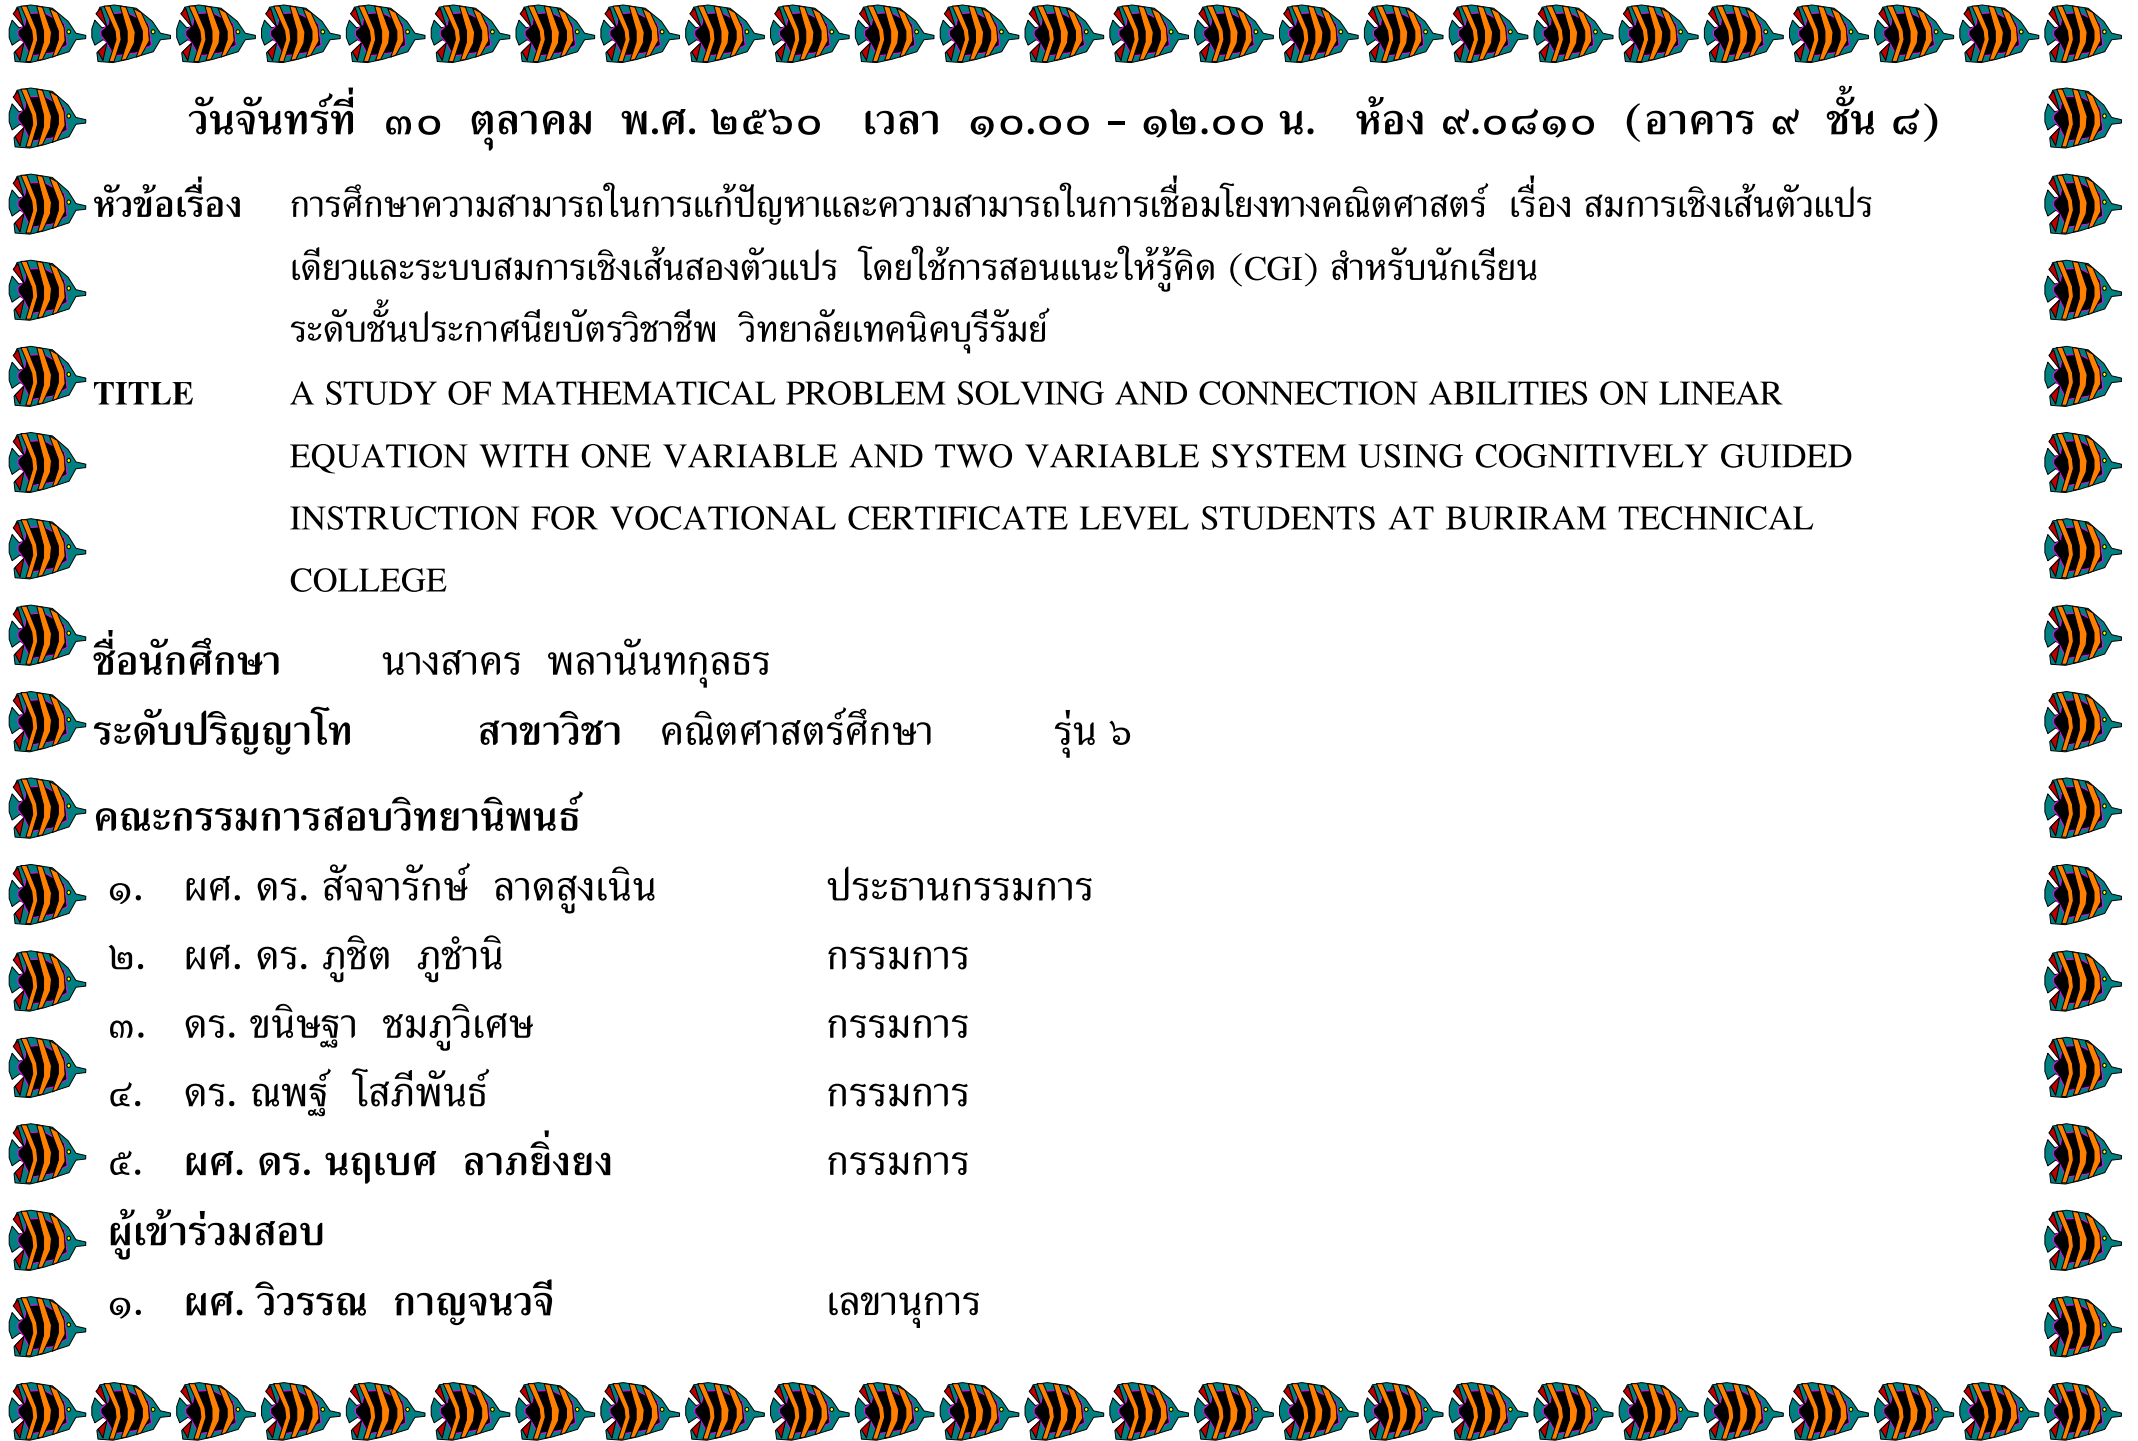 วันจันทร์ที่ ๓๐ ตุลาคม พ.ศ. ๒๕๖๐ เวลา ๑๐.๐๐ - ๑๒.๐๐ น. ห้อง ๙.๐๘๑๐ (อาคาร ๙ ชั้น ๘)
หัวข้อเรื่อง การศึกษาความสามารถในการแก้ปัญหาและความสามารถในการเชื่อมโยงทางคณิตศาสตร์ เรื่อง สมการเชิงเส้นตัวแปร
เดียวและระบบสมการเชิงเส้นสองตัวแปร โดยใช้การสอนแนะให้รู้คิด (CGI) สำหรับนักเรียน
ระดับชั้นประกาศนียบัตรวิชาชีพ วิทยาลัยเทคนิคบุรีรัมย์
TITLE A STUDY OF MATHEMATICAL PROBLEM SOLVING AND CONNECTION ABILITIES ON LINEAR
EQUATION WITH ONE VARIABLE AND TWO VARIABLE SYSTEM USING COGNITIVELY GUIDED
INSTRUCTION FOR VOCATIONAL CERTIFICATE LEVEL STUDENTS AT BURIRAM TECHNICAL
COLLEGE
ชื่อนักศึกษา นางสาคร พลานันทกุลธร
ระดับปริญญาโท สาขาวิชา คณิตศาสตร์ศึกษา รุ่น ๖
คณะกรรมการสอบวิทยานิพนธ์
๑. ผศ. ดร. สัจจารักษ์ ลาดสูงเนิน ประธานกรรมการ
๒. ผศ. ดร. ภูชิต ภูชำนิ กรรมการ
๓. ดร. ขนิษฐา ชมภูวิเศษ กรรมการ
๔. ดร. ณพฐ์ โสภีพันธ์ กรรมการ
๕. ผศ. ดร. นฤเบศ ลาภยิ่งยง กรรมการ
ผู้เข้าร่วมสอบ
๑. ผศ. วิวรรณ กาญจนวจี เลขานุการ